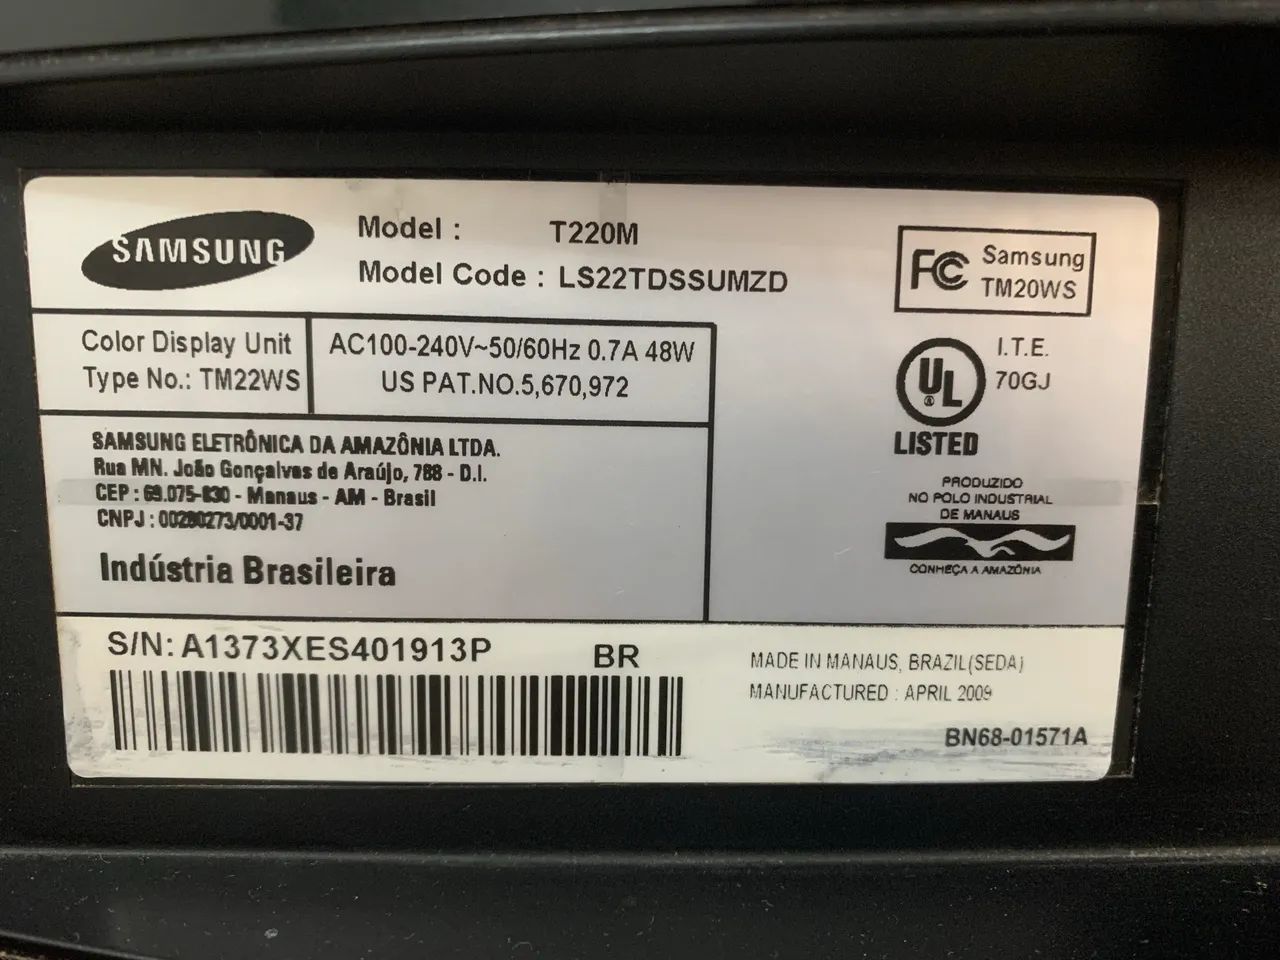 SAMSUNG
Model : T220M
Model Code : LS22TDSSUMZD
FC Samsung
TM20WS
Color Display Unit
Type No.: TM22WS
AC100-240V~50/60Hz 0.7A 48W
US PAT.NO.5,670,972
UL ®
LISTED
I.T.E.
70GJ
SAMSUNG ELETRÔNICA DA AMAZÔNIA LTDA.
Rua MN. João Gonçalves de Araújo, 788 - D.I.
CEP : 69.075-830 - Manaus - AM - Brasil
CNPJ : 00280273/0001-37
Indústria Brasileira
PRODUZIDO
NO POLO INDUSTRIAL
DE MANAUS
CONHEÇA A AMAZÔNIA
S/N: A1373XES401913P BR
MADE IN MANAUS, BRAZIL(SEDA)
MANUFACTURED : APRIL 2009
BN68-01571A